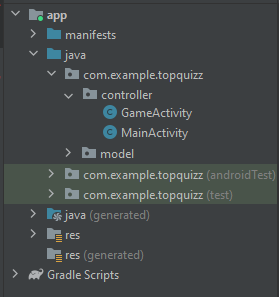 app
manifests
java
com.example.topquizz
controller
GameActivity
MainActivity
model
com.example.topquizz (androidTest)
com.example.topquizz (test)
java (generated)
res
res (generated)
Gradle Scripts